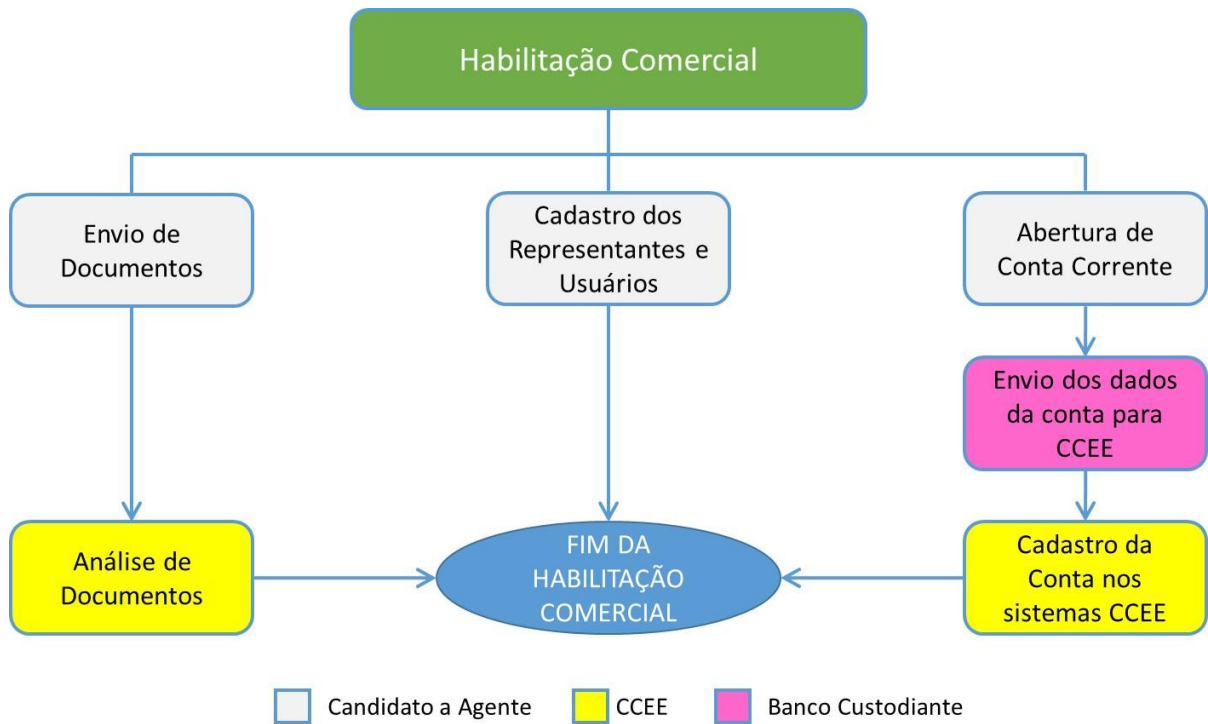 Habilitação Comercial
Envio de
Documentos
Cadastro dos
Representantes e
Usuários
Abertura de
Conta Corrente
Envio dos dados
da conta para
CCEE
Análise de
Documentos
FIM DA
HABILITAÇÃO
COMERCIAL
Cadastro da
Conta nos
sistemas CCEE
Candidato a Agente
CCEE
Banco Custodiante